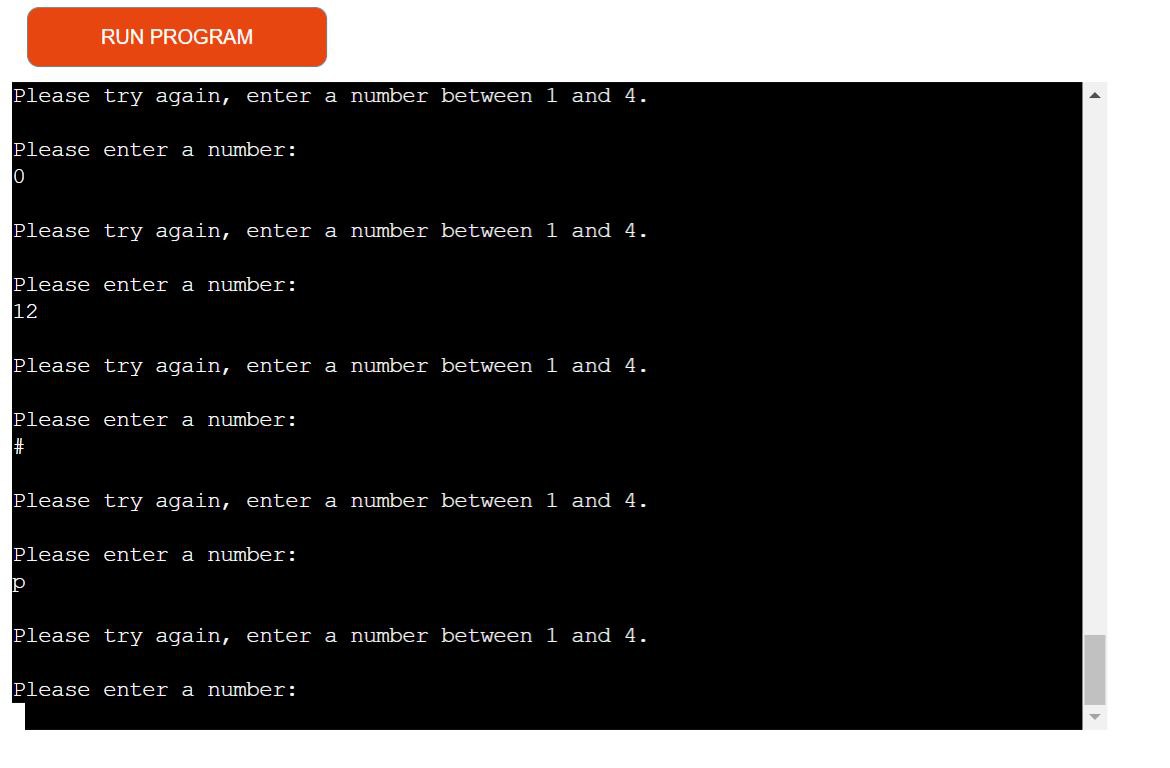 RUN PROGRAM
Please try again, enter a number between 1 and 4.
Please enter a number:
0
Please try again, enter a number between 1 and 4.
Please enter a number:
12
Please try again, enter a number between 1 and 4.
Please enter a number:
#
Please try again, enter a number between 1 and 4.
Please enter a number:
p
Please try again, enter a number between 1 and 4.
Please enter a number: